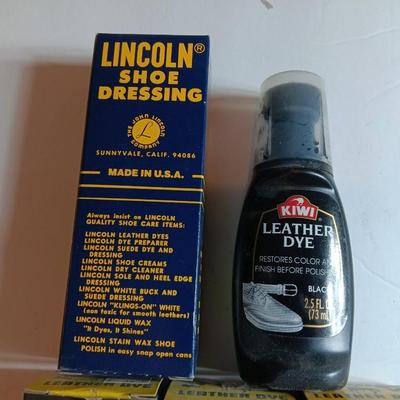 LINCOLN®
SHOE
DRESSING
THE JOHN LINCOLN COMPANY
L
SUNNYVALE, CALIF. 94086
MADE IN U.S.A.
Always insist on LINCOLN
QUALITY SHOE CARE ITEMS:
LINCOLN LEATHER DYES
LINCOLN DYE PREPARER
LINCOLN SUEDE DYE AND
DRESSING
LINCOLN SHOE CREAMS
LINCOLN DRY CLEANER
LINCOLN SOLE AND HEEL EDGE
DRESSING
LINCOLN WHITE BUCK AND
SUEDE DRESSING
LINCOLN "KLINGS-ON" WHITE
(non toxic for smooth leathers)
LINCOLN LIQUID WAX
"It Dyes, It Shines"
LINCOLN STAIN WAX SHOE
POLISH in easy snap open cans
KIWI
LEATHER
DYE
RESTORES COLOR AN
FINISH BEFORE POLISH
BLACK
2.5 FL. O
(73 mL)
LEATHER DYE
LEATHER DYE